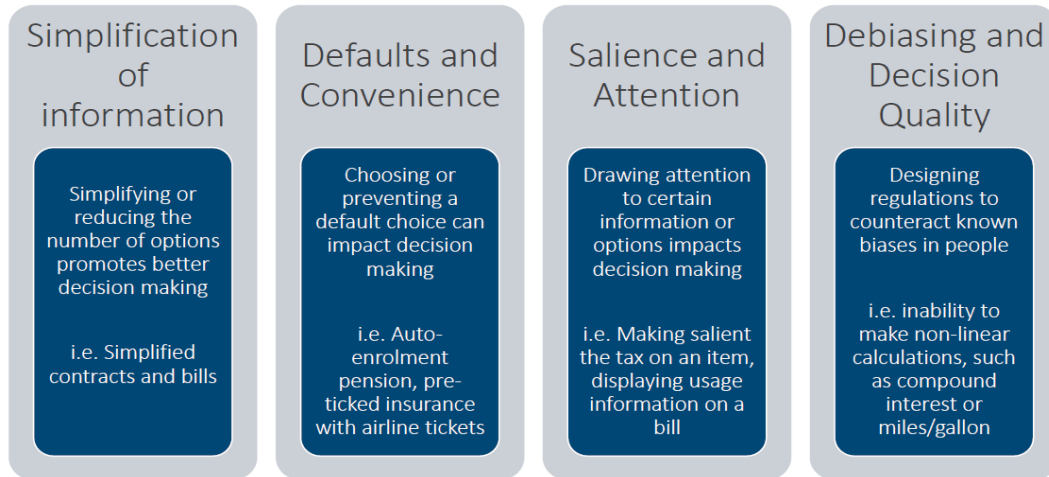 Simplification
of
information
Simplifying or
reducing the
number of options
promotes better
decision making
i.e. Simplified
contracts and bills
Defaults and
Convenience
Choosing or
preventing a
default choice can
impact decision
making
i.e. Auto-
enrolment
pension, pre-
ticked insurance
with airline tickets
Salience and
Attention
Drawing attention
to certain
information or
options impacts
decision making
i.e. Making salient
the tax on an item,
displaying usage
information on a
bill
Debiasing and
Decision
Quality
Designing
regulations to
counteract known
biases in people
i.e. inability to
make non-linear
calculations, such
as compound
interest or
miles/gallon